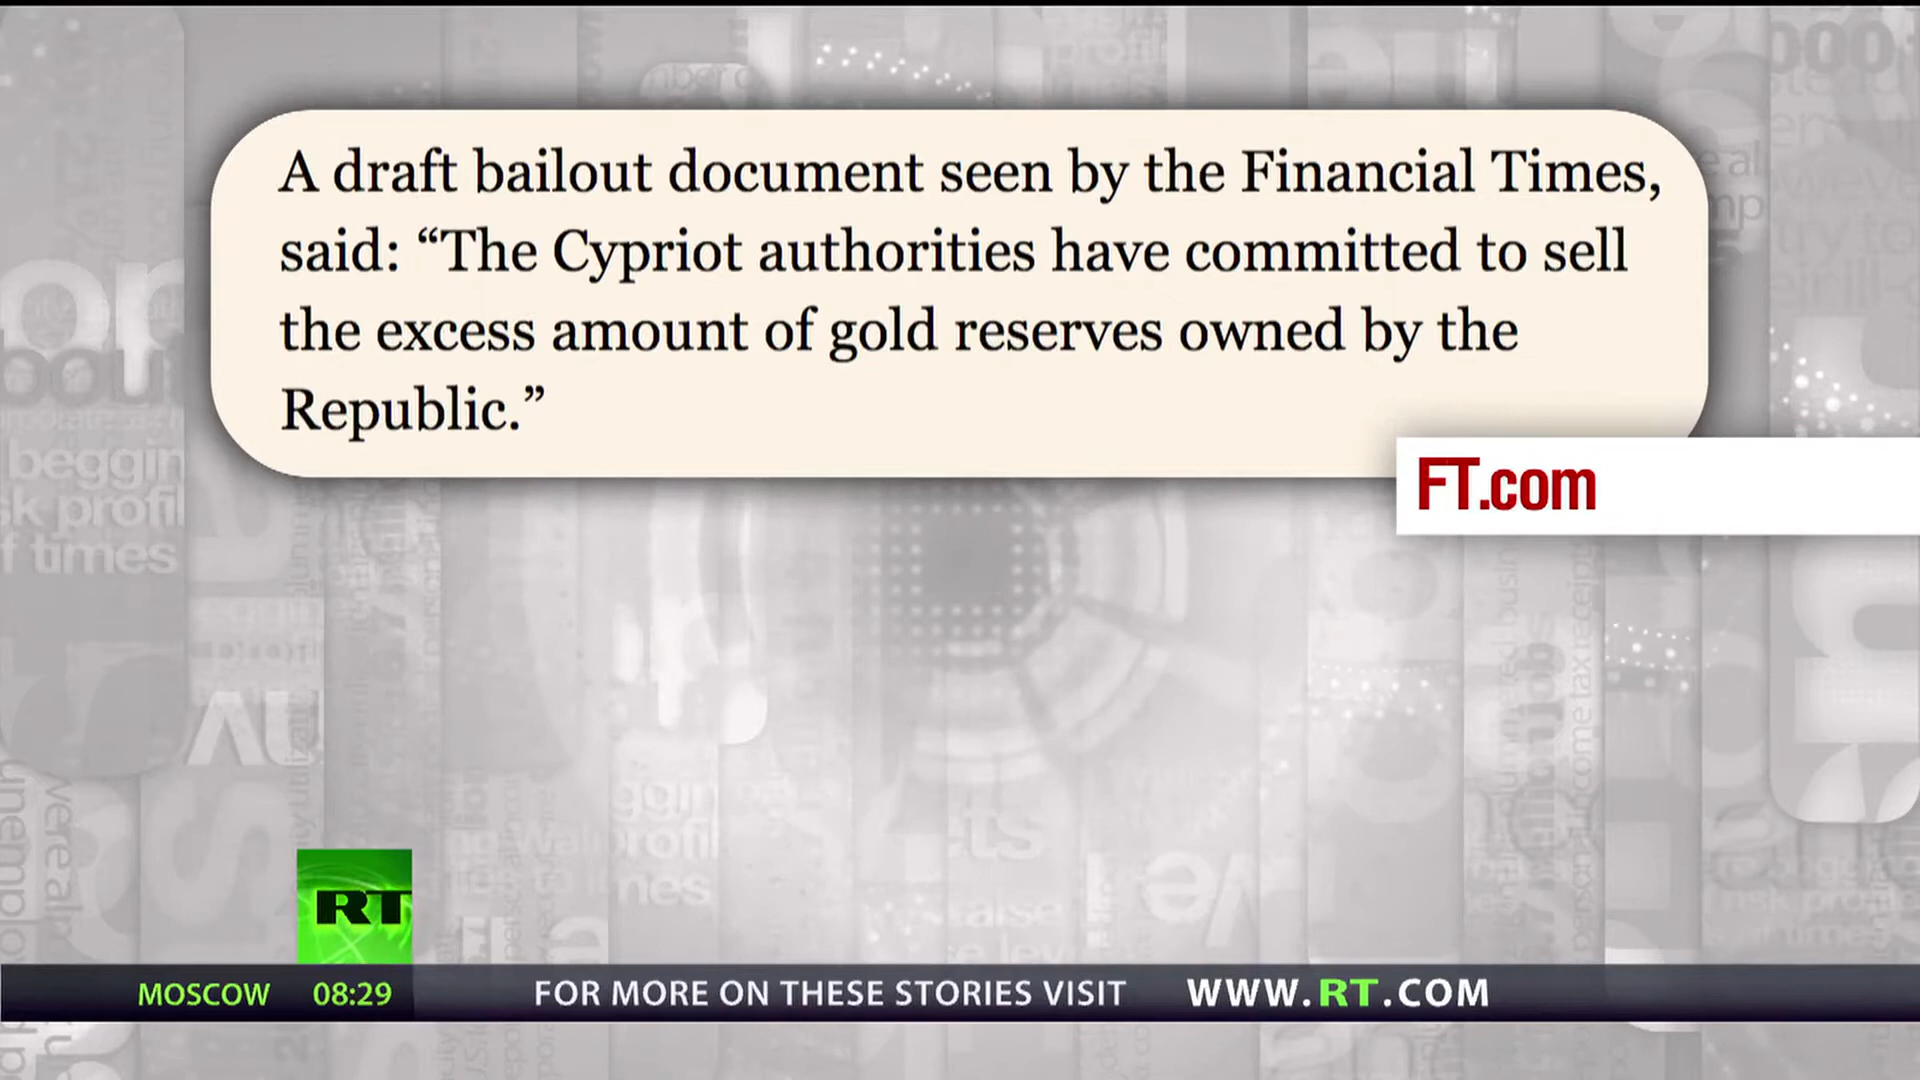 A draft bailout document seen by the Financial Times,
said: “The Cypriot authorities have committed to sell
the excess amount of gold reserves owned by the
Republic.”
FT.com
RT
MOSCOW 08:29 FOR MORE ON THESE STORIES VISIT WWW.RT.COM